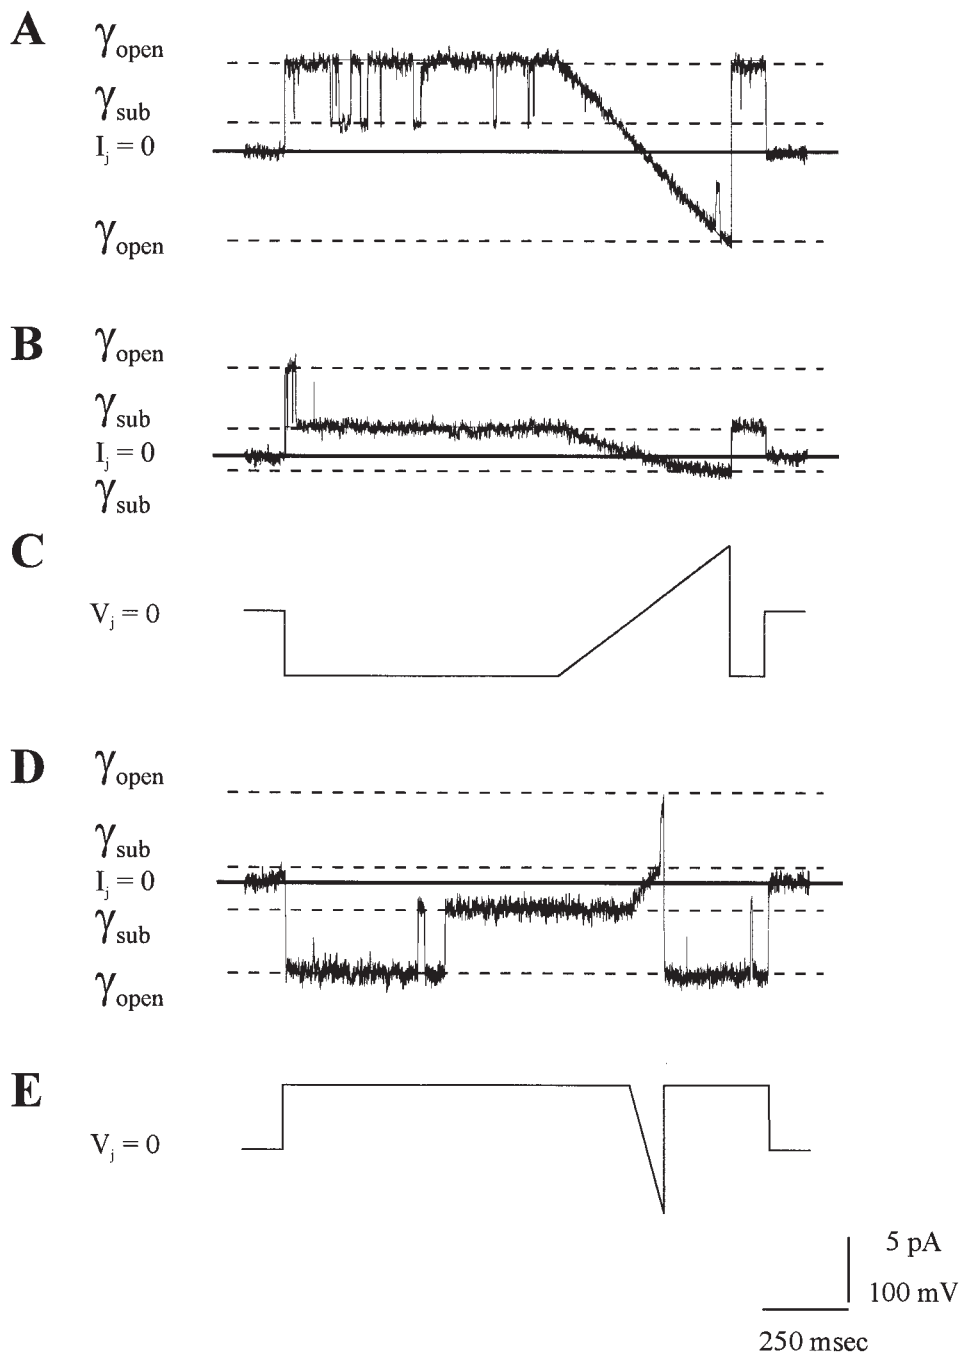 A
γopen
γsub
Ij = 0
γopen
B
γopen
γsub
Ij = 0
γsub
C
Vj = 0
D
γopen
γsub
Ij = 0
γsub
γopen
E
Vj = 0
5 pA
100 mV
250 msec